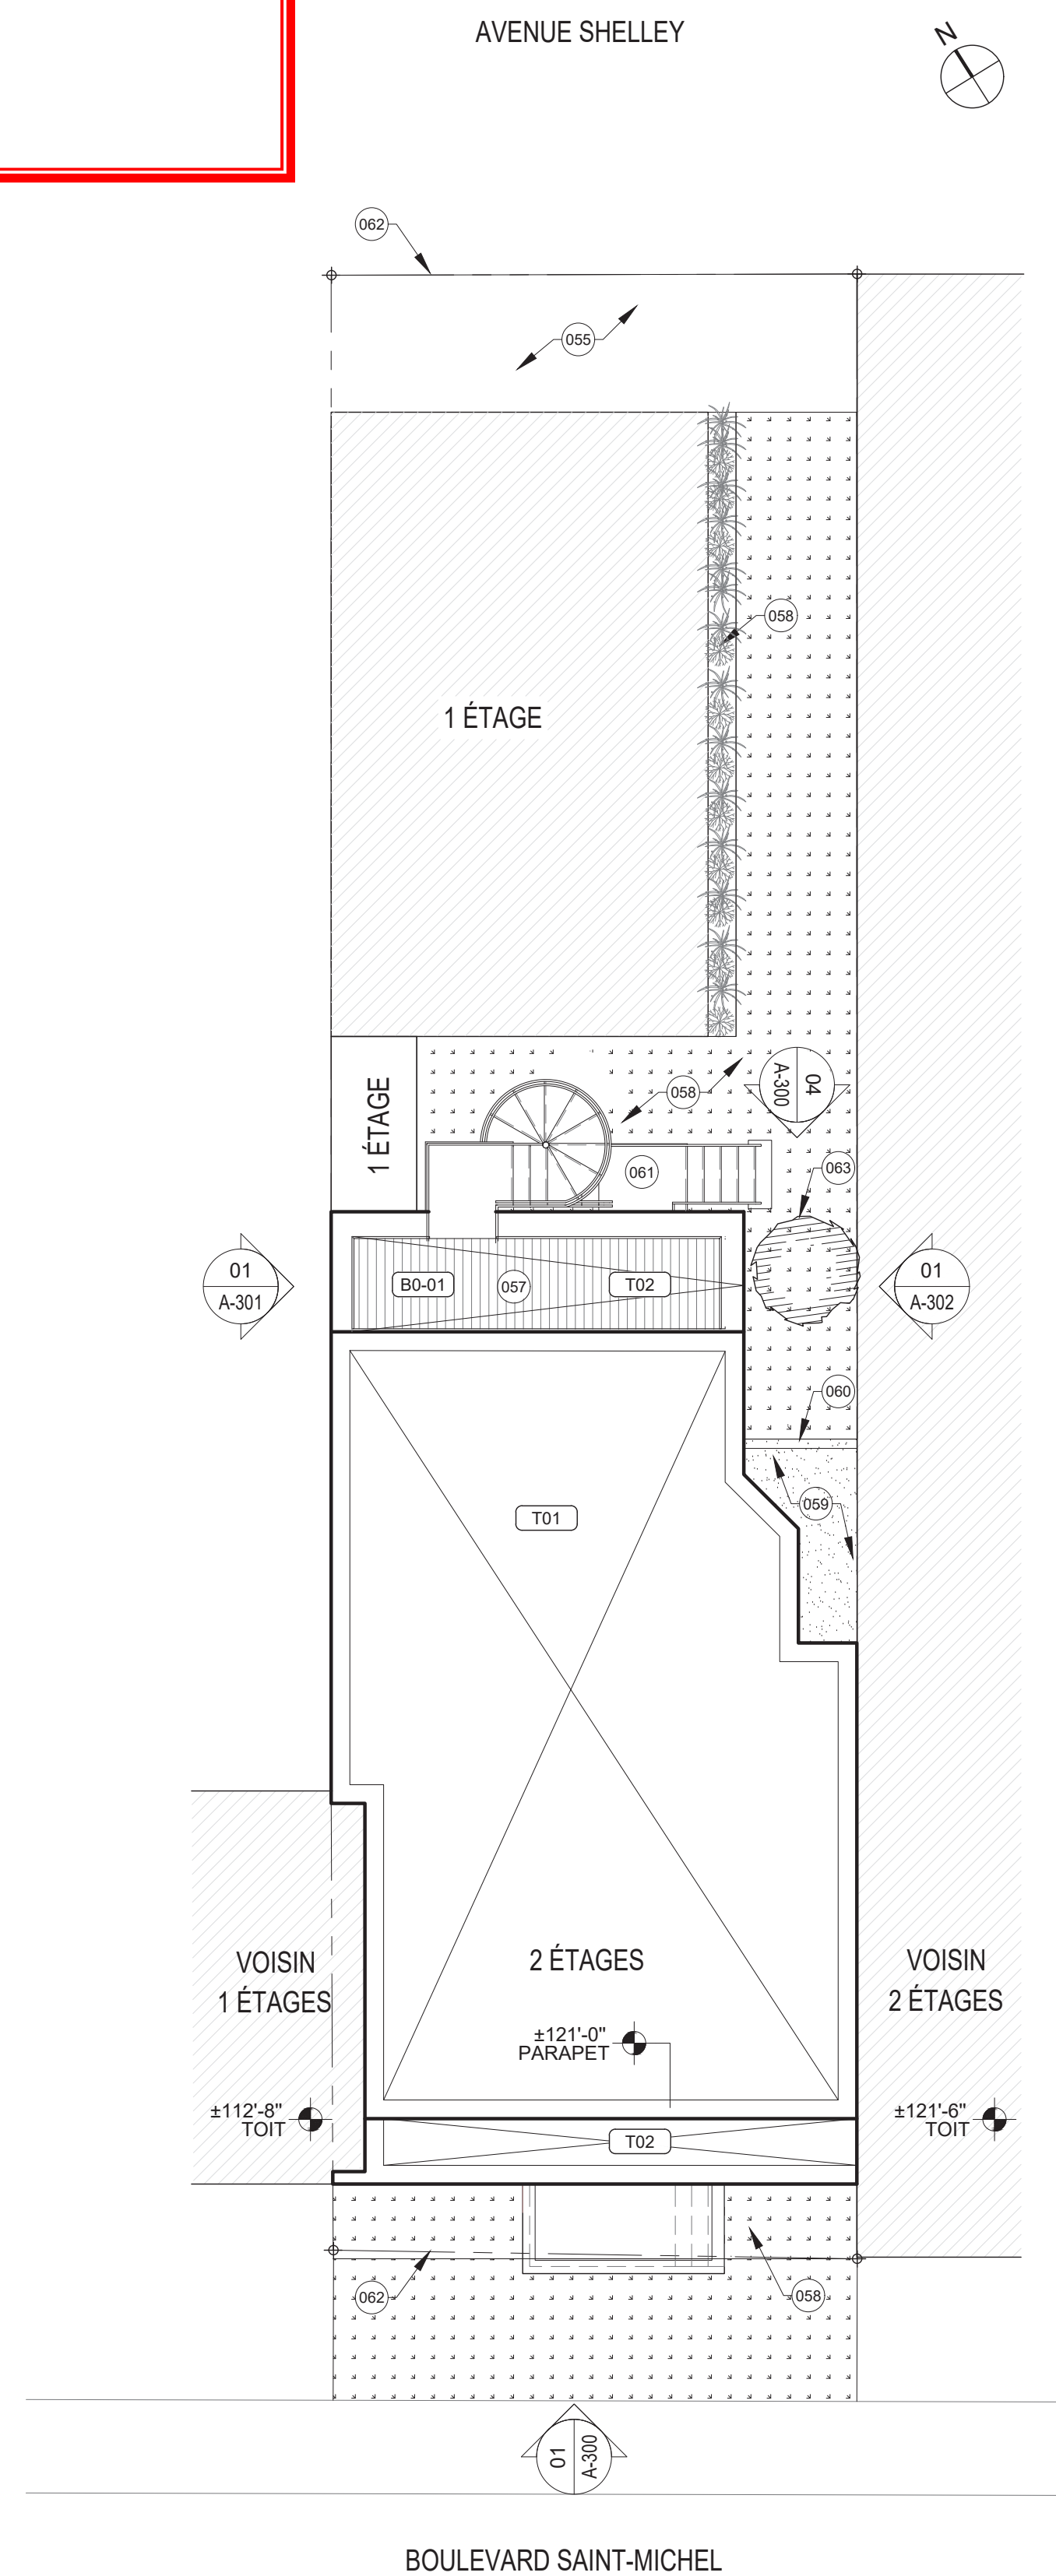 AVENUE SHELLEY
N
062
055
058
1 ÉTAGE
1 ÉTAGE
058
04
A-300
061
063
01
A-301
B0-01
057
T02
01
A-302
060
T01
059
VOISIN
1 ÉTAGES
2 ÉTAGES
VOISIN
2 ÉTAGES
±121'-0"
PARAPET
±112'-8"
TOIT
±121'-6"
TOIT
T02
062
058
01
A-300
BOULEVARD SAINT-MICHEL